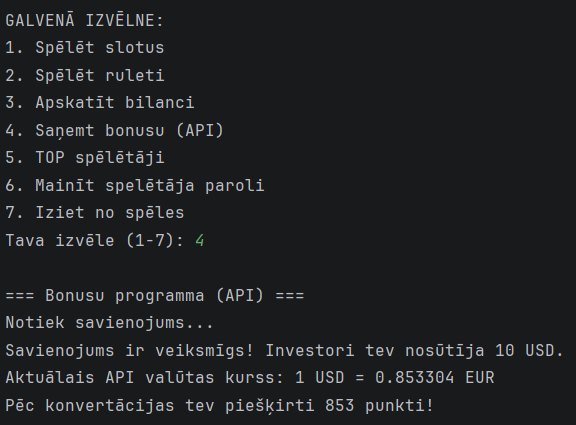 GALVENĀ IZVĒLNE:
1. Spēlēt slotus
2. Spēlēt ruleti
3. Apskatīt bilanci
4. Saņemt bonusu (API)
5. TOP spēlētāji
6. Mainīt spelētāja paroli
7. Iziet no spēles
Tava izvēle (1-7): 4
=== Bonusu programma (API) ===
Notiek savienojums...
Savienojums ir veiksmīgs! Investori tev nosūtīja 10 USD.
Aktuālais API valūtas kurss: 1 USD = 0.853304 EUR
Pēc konvertācijas tev piešķirti 853 punkti!